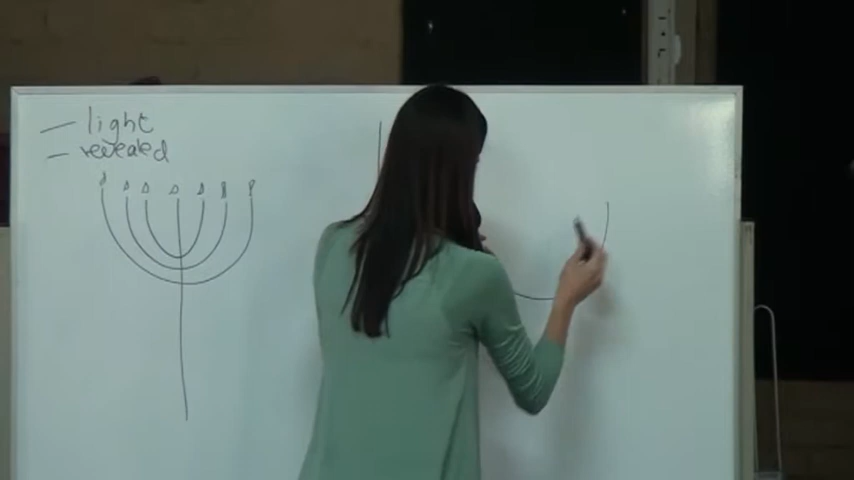 — light
— revealed